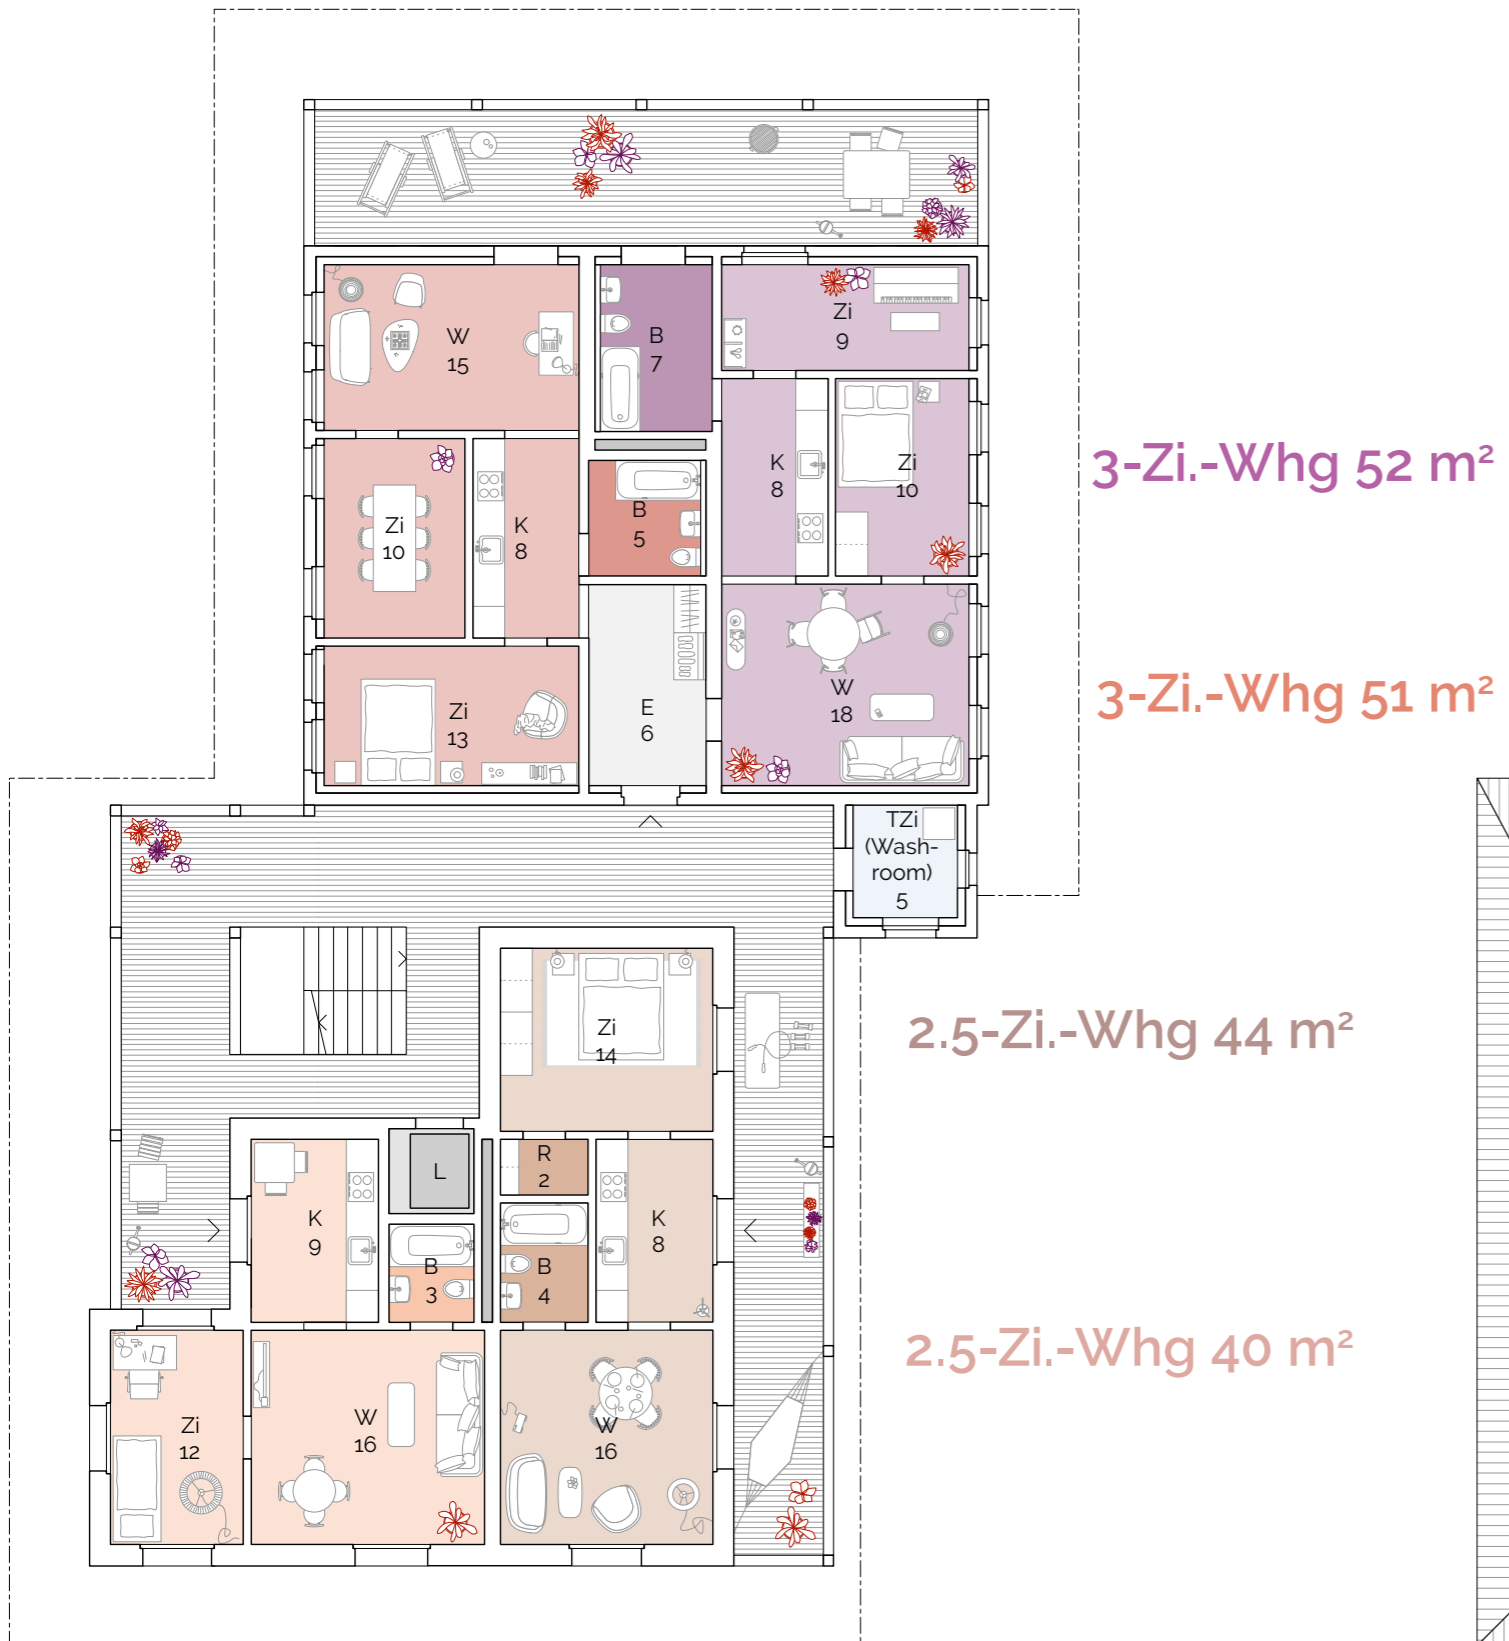 W
15
B
7
Zi
9
Zi
10
K
8
B
5
K
8
Zi
10
3-Zi.-Whg 52 m²
Zi
13
E
6
W
18
3-Zi.-Whg 51 m²
TZi
(Wash-
room)
5
Zi
14
2.5-Zi.-Whg 44 m²
L
R
2
K
9
B
3
B
4
K
8
2.5-Zi.-Whg 40 m²
Zi
12
W
16
W
16